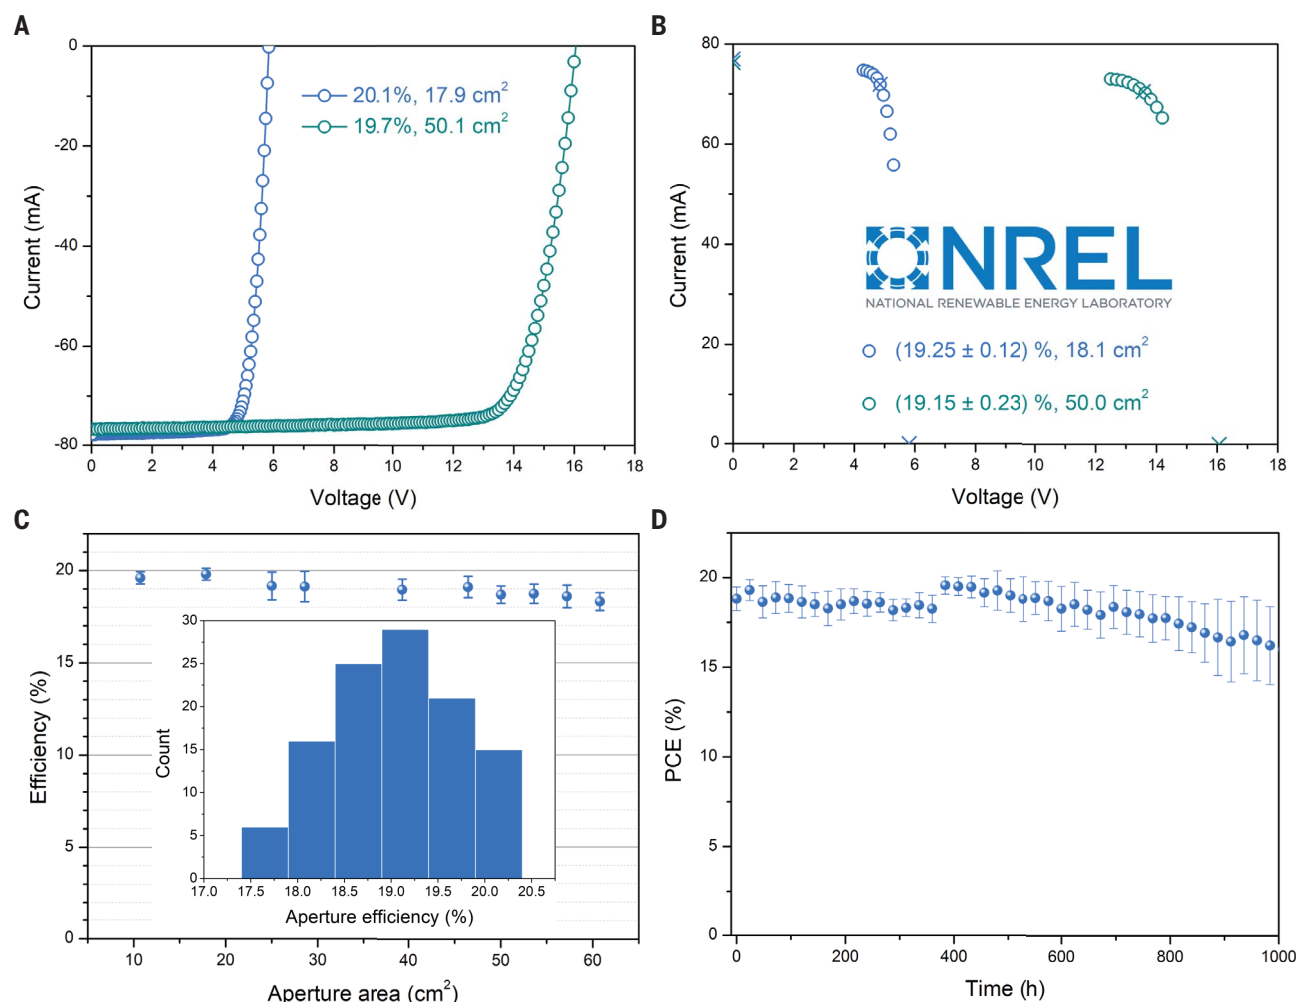 A
0
-20
-40
-60
-80
Current (mA)
20.1%, 17.9 cm²
19.7%, 50.1 cm²
0 2 4 6 8 10 12 14 16 18
Voltage (V)
B
80
60
40
20
0
Current (mA)
NREL
NATIONAL RENEWABLE ENERGY LABORATORY
(19.25 ± 0.12) %, 18.1 cm²
(19.15 ± 0.23) %, 50.0 cm²
0 2 4 6 8 10 12 14 16 18
Voltage (V)
C
20
15
10
5
0
Efficiency (%)
30
25
20
15
10
5
0
Count
17.0 17.5 18.0 18.5 19.0 19.5 20.0 20.5
Aperture efficiency (%)
10 20 30 40 50 60
Aperture area (cm²)
D
20
15
10
5
0
PCE (%)
0 200 400 600 800 1000
Time (h)